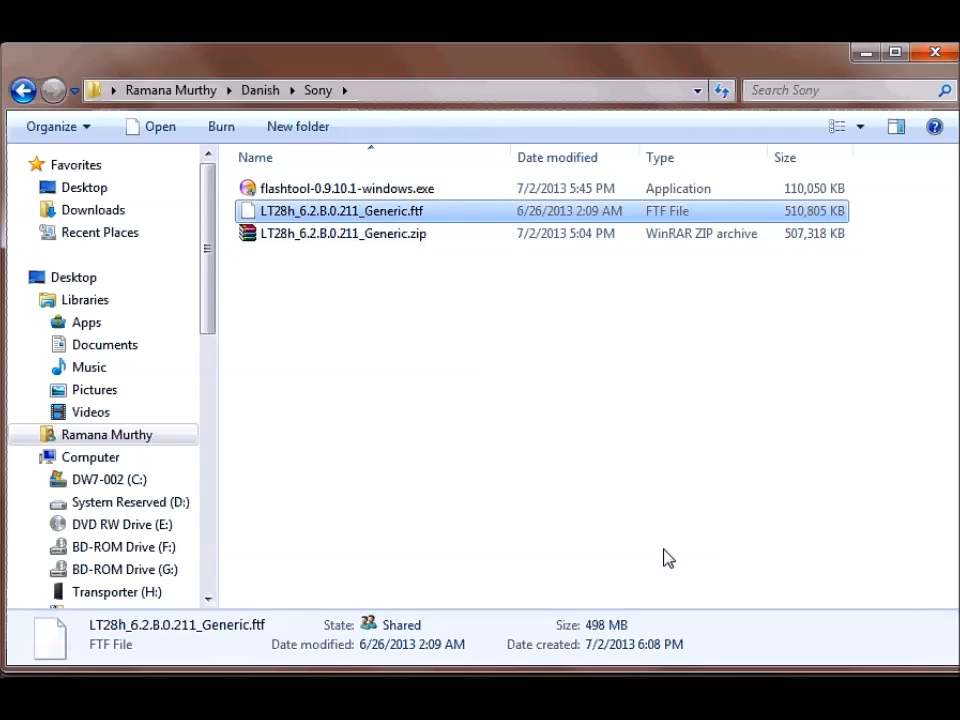 Ramana Murthy Danish Sony Search Sony
Organize Open Burn New folder
Favorites
Desktop
Downloads
Recent Places
Desktop
Libraries
Apps
Documents
Music
Pictures
Videos
Ramana Murthy
Computer
DW7-002 (C:)
System Reserved (D:)
DVD RW Drive (E:)
BD-ROM Drive (F:)
BD-ROM Drive (G:)
Transporter (H:)
Name Date modified Type Size
flashtool-0.9.10.1-windows.exe 7/2/2013 5:45 PM Application 110,050 KB
LT28h_6.2.B.0.211_Generic.ftf 6/26/2013 2:09 AM FTF File 510,805 KB
LT28h_6.2.B.0.211_Generic.zip 7/2/2013 5:04 PM WinRAR ZIP archive 507,318 KB
LT28h_6.2.B.0.211_Generic.ftf State: Shared Size: 498 MB
FTF File Date modified: 6/26/2013 2:09 AM Date created: 7/2/2013 6:08 PM